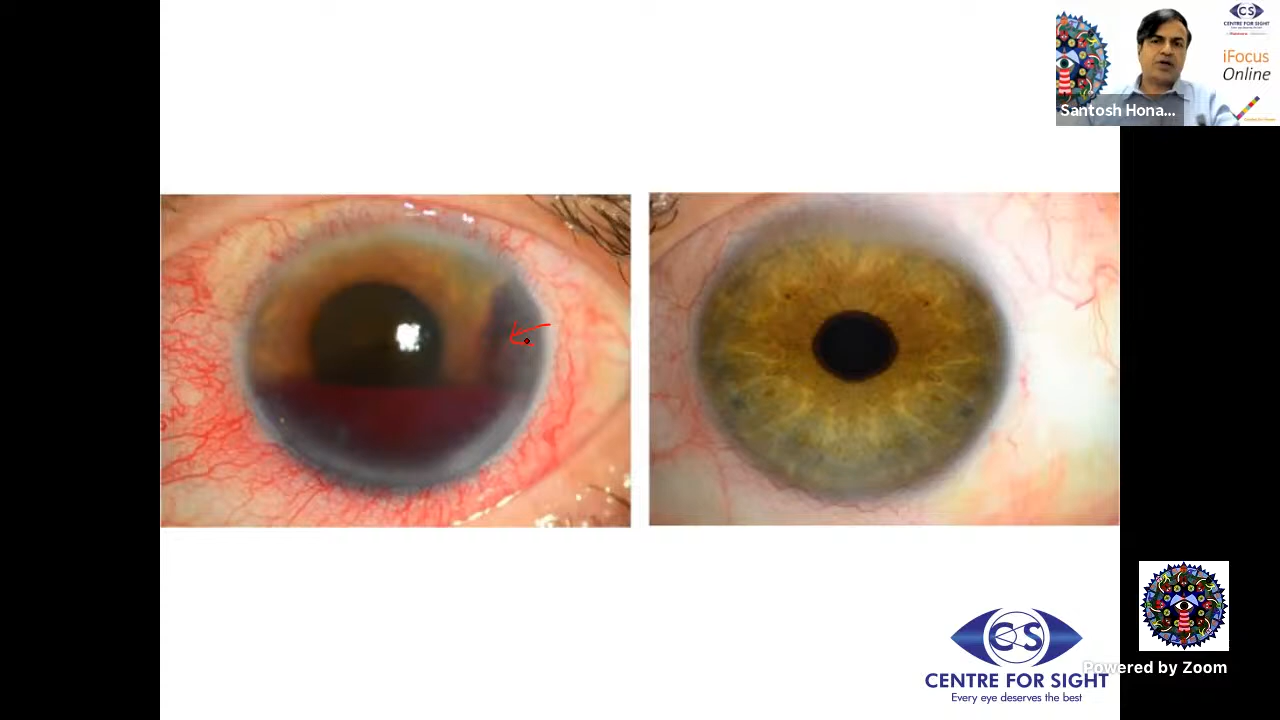 CS
CENTRE FOR SIGHT
iFocus
Online
Santosh Hona...
CS
CENTRE FOR SIGHT
Every eye deserves the best
Powered by Zoom